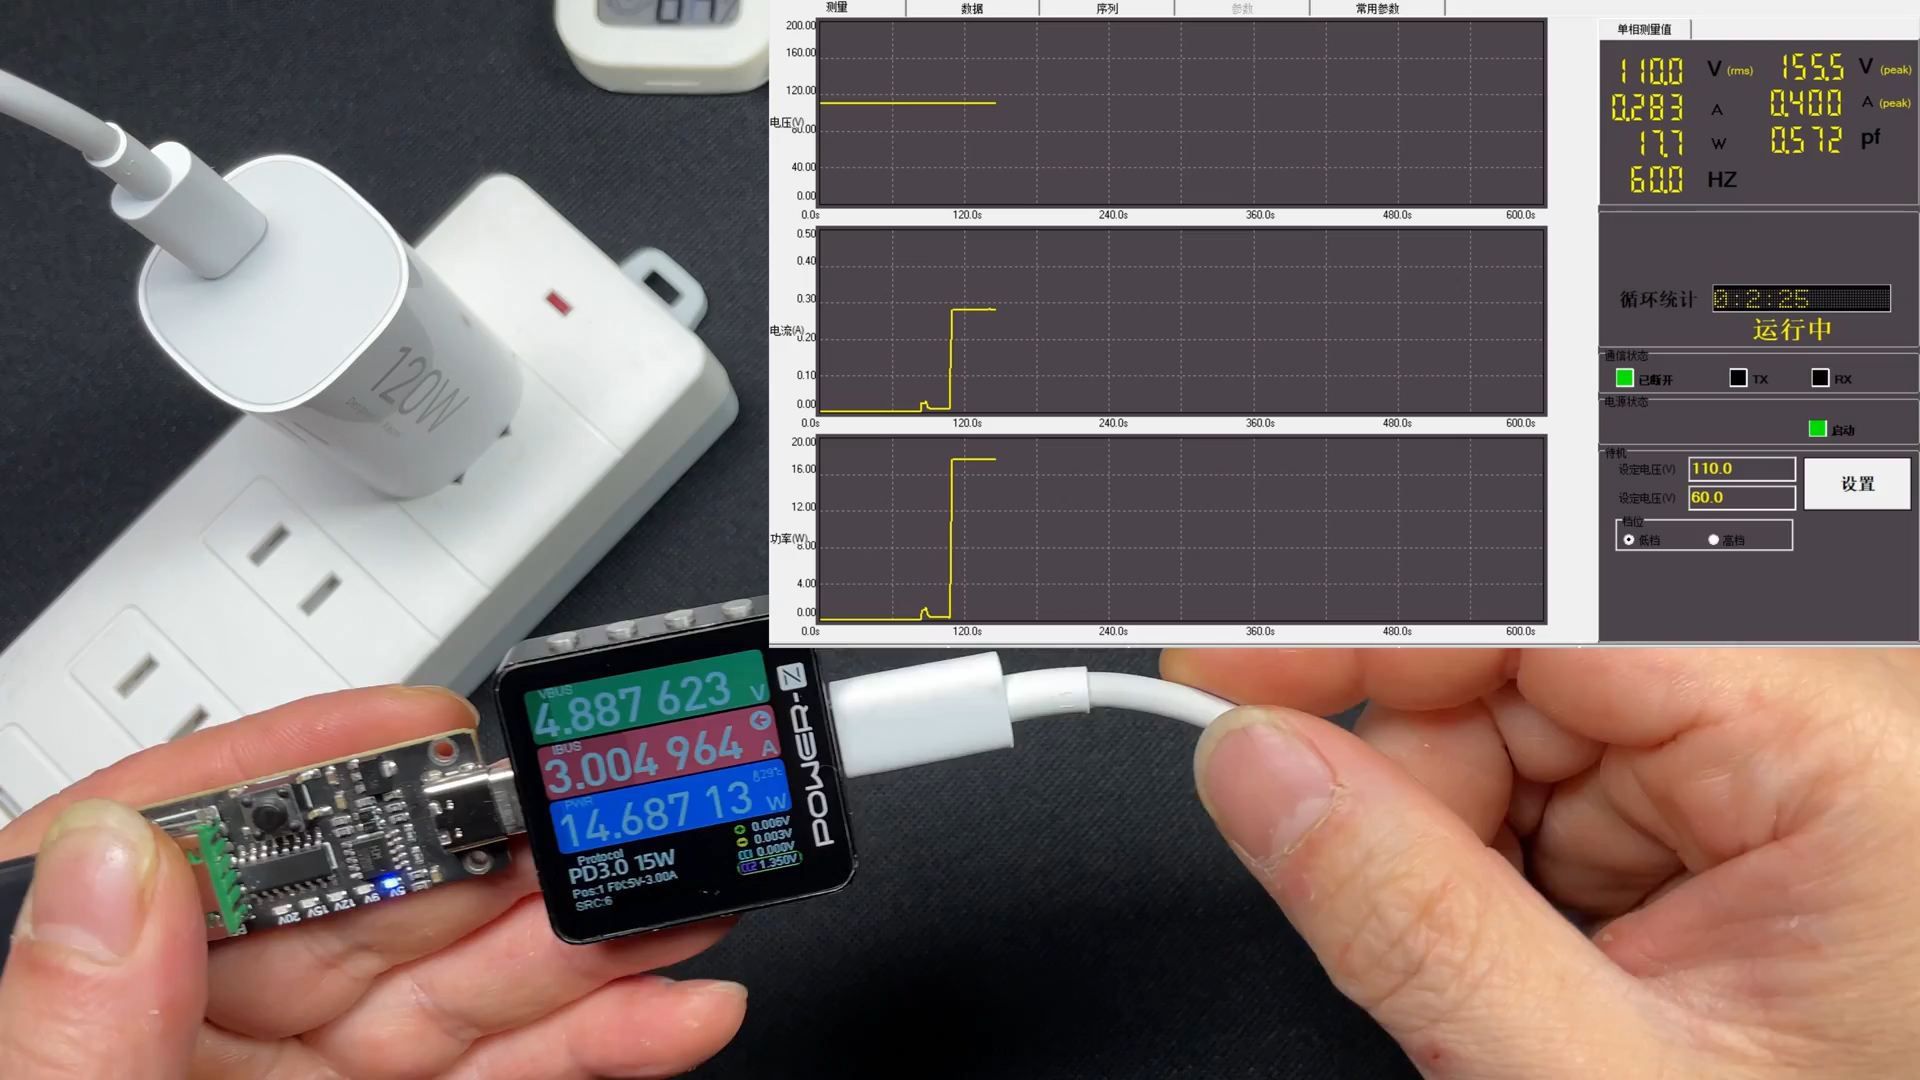 测量
数据
序列
参数
常用参数
200.00
160.00
120.00
电压(V)
80.00
40.00
0.00
0.0s
120.0s
240.0s
360.0s
480.0s
600.0s
0.50
0.40
0.30
电流(A)
0.20
0.10
0.00
0.0s
120.0s
240.0s
360.0s
480.0s
600.0s
20.00
16.00
12.00
功率(W)
8.00
4.00
0.00
0.0s
120.0s
240.0s
360.0s
480.0s
600.0s
单相测量值
110.0 V (rms) 155.5 V (peak)
0.283 A 0.400 A (peak)
17.7 W 0.572 pf
60.0 HZ
循环统计 0:2:25
运行中
通信状态
已断开 TX RX
电源状态
启动
待机
设定电压(V) 110.0
设定电压(V) 60.0
设置
档位
低档 高档
120W
VBUS
4.887 623 V
IBUS
3.004 964 A
PWR 29℃
14.687 13 W
Protocol
PD3.0 15W
Pos:1 FIX:5V-3.00A
SRC:6
0.006V
0.003V
0.000V
1.350V
POWER-Z
20V 15V 12V 9V 5V